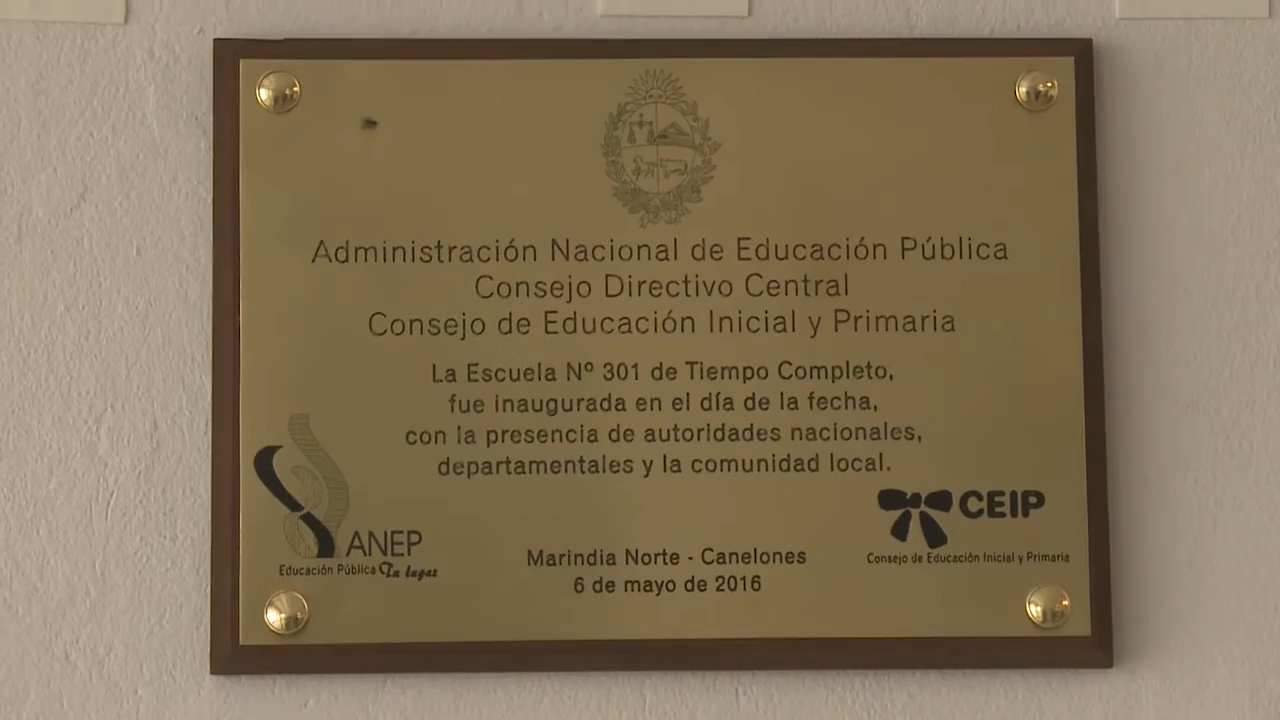 Administración Nacional de Educación Pública
Consejo Directivo Central
Consejo de Educación Inicial y Primaria
La Escuela Nº 301 de Tiempo Completo,
fue inaugurada en el día de la fecha,
con la presencia de autoridades nacionales,
departamentales y la comunidad local.
ANEP
Educación Pública Tu lugar
Marindia Norte - Canelones
6 de mayo de 2016
CEIP
Consejo de Educación Inicial y Primaria